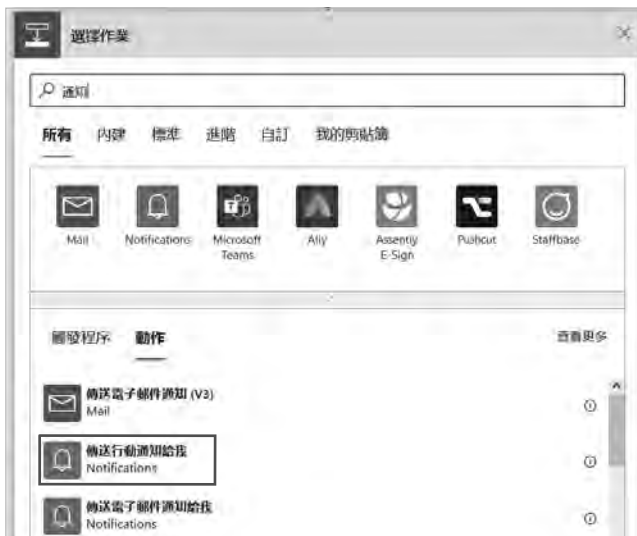 選擇作業
通知
所有 內建 標準 進階 自訂 我的剪貼簿
Mail Notifications Microsoft Teams Ally Assently E-Sign Pushcut Staffbase
觸發程序 動作 查看更多
傳送電子郵件通知 (V3)
Mail
傳送行動通知給我
Notifications
傳送電子郵件通知給我
Notifications